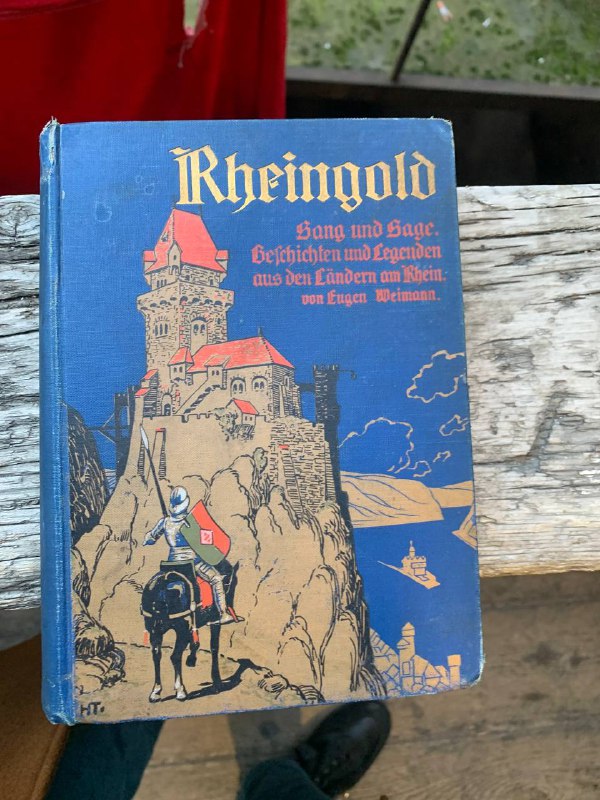 Rheingold
Sang und Sage.
Geschichten und Legenden
aus den Ländern am Rhein.
von Eugen Weimann.
HT.